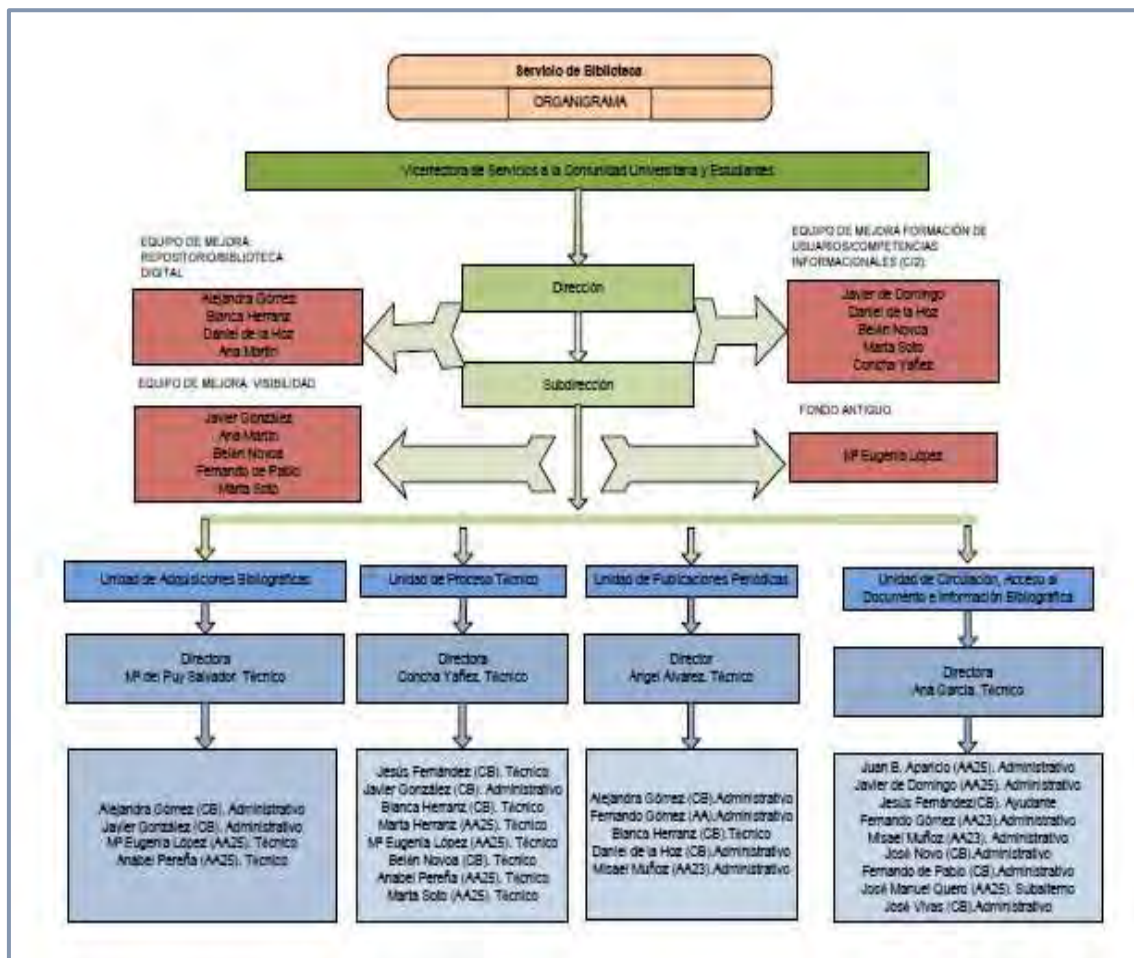 Servicio de Biblioteca
ORGANIGRAMA
Vicerrectora de Servicios a la Comunidad Universitaria y Estudiantes
EQUIPO DE MEJORA:
REPOSITORIO/BIBLIOTECA
DIGITAL
Alejandra Gómez
Blanca Herranz
Daniel de la Hoz
Ana Martín
EQUIPO DE MEJORA FORMACIÓN DE
USUARIOS/COMPETENCIAS
INFORMACIONALES (CI2)
Javier de Domingo
Daniel de la Hoz
Belén Novoa
Marta Soto
Concha Yañez
Dirección
Subdirección
EQUIPO DE MEJORA: VISIBILIDAD
Javier González
Ana Martín
Belén Novoa
Fernando de Pablo
Marta Soto
FONDO ANTIGUO
Mª Eugenia López
Unidad de Adquisiciones Bibliográficas
Directora
Mª del Puy Salvador. Técnico
Alejandra Gómez (CB). Administrativo
Javier González (CB). Administrativo
Mª Eugenia López (AA25). Técnico
Anabel Pereña (AA25). Técnico
Unidad de Proceso Técnico
Directora
Concha Yañez. Técnico
Jesús Fernández (CB). Técnico
Javier González (CB). Administrativo
Blanca Herranz (CB). Técnico
Marta Herranz (AA25). Técnico
Mª Eugenia López (AA25). Técnico
Belén Novoa (CB). Técnico
Anabel Pereña (AA25). Técnico
Marta Soto (AA25). Técnico
Unidad de Publicaciones Periódicas
Director
Ángel Álvarez. Técnico
Alejandra Gómez (CB).Administrativo
Fernando Gómez (AA).Administrativo
Blanca Herranz (CB).Técnico
Daniel de la Hoz (CB).Administrativo
Misael Muñoz (AA23).Administrativo
Unidad de Circulación, Acceso al
Documento e Información Bibliográfica
Directora
Ana García. Técnico
Juan B. Aparicio (AA25). Administrativo
Javier de Domingo (AA25). Administrativo
Jesús Fernández(CB). Ayudante
Fernando Gómez (AA23).Administrativo
Misael Muñoz (AA23). Administrativo
José Novo (CB).Administrativo
Fernando de Pablo (CB).Administrativo
José Manuel Quero (AA25). Subalterno
José Vivas (CB).Administrativo